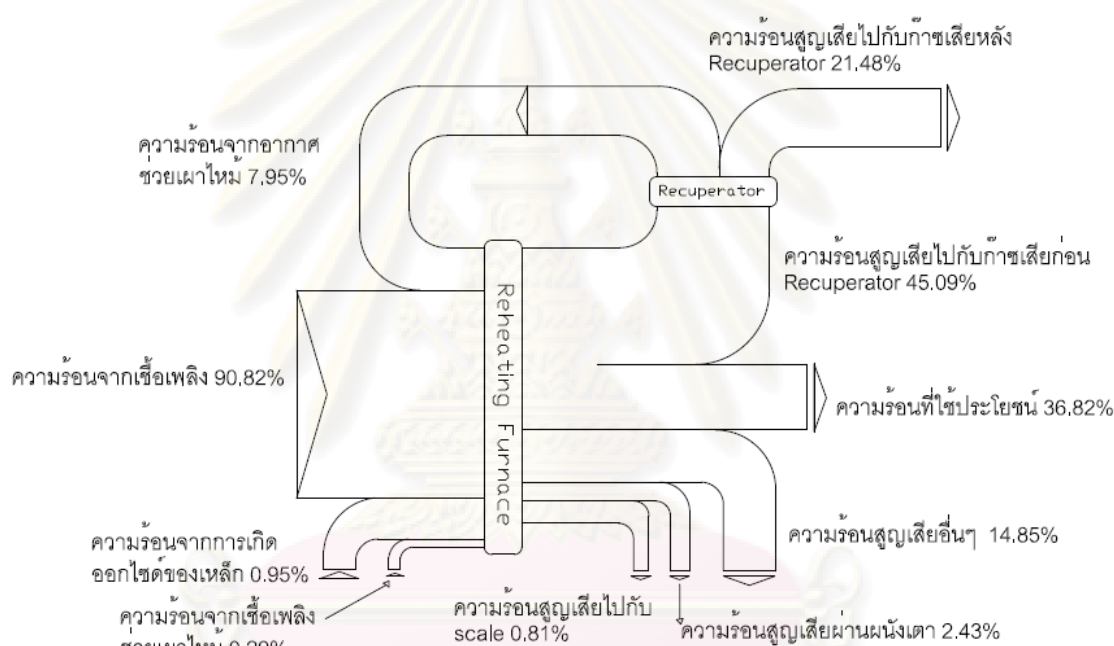 ความร้อนสูญเสียไปกับก๊าซเสียหลัง
Recuperator 21.48%
ความร้อนจากอากาศ
ช่วยเผาไหม้ 7.95%
Recuperator
ความร้อนสูญเสียไปกับก๊าซเสียก่อน
Recuperator 45.09%
Reheating Furnace
ความร้อนจากเชื้อเพลิง 90.82%
ความร้อนที่ใช้ประโยชน์ 36.82%
ความร้อนสูญเสียอื่นๆ 14.85%
ความร้อนจากการเกิด
ออกไซด์ของเหล็ก 0.95%
ความร้อนจากเชื้อเพลิง
ความร้อนสูญเสียไปกับ
scale 0.81%
ความร้อนสูญเสียผ่านผนังเตา 2.43%